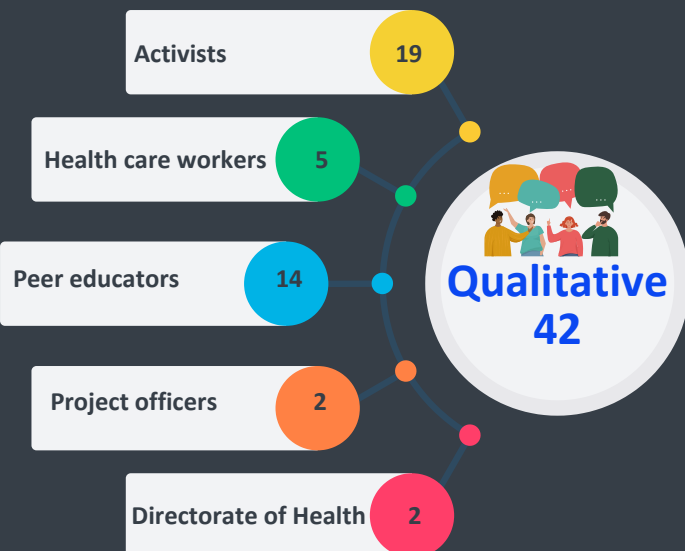 Activists 19
Health care workers 5
Peer educators 14
Project officers 2
Directorate of Health 2
Qualitative
42